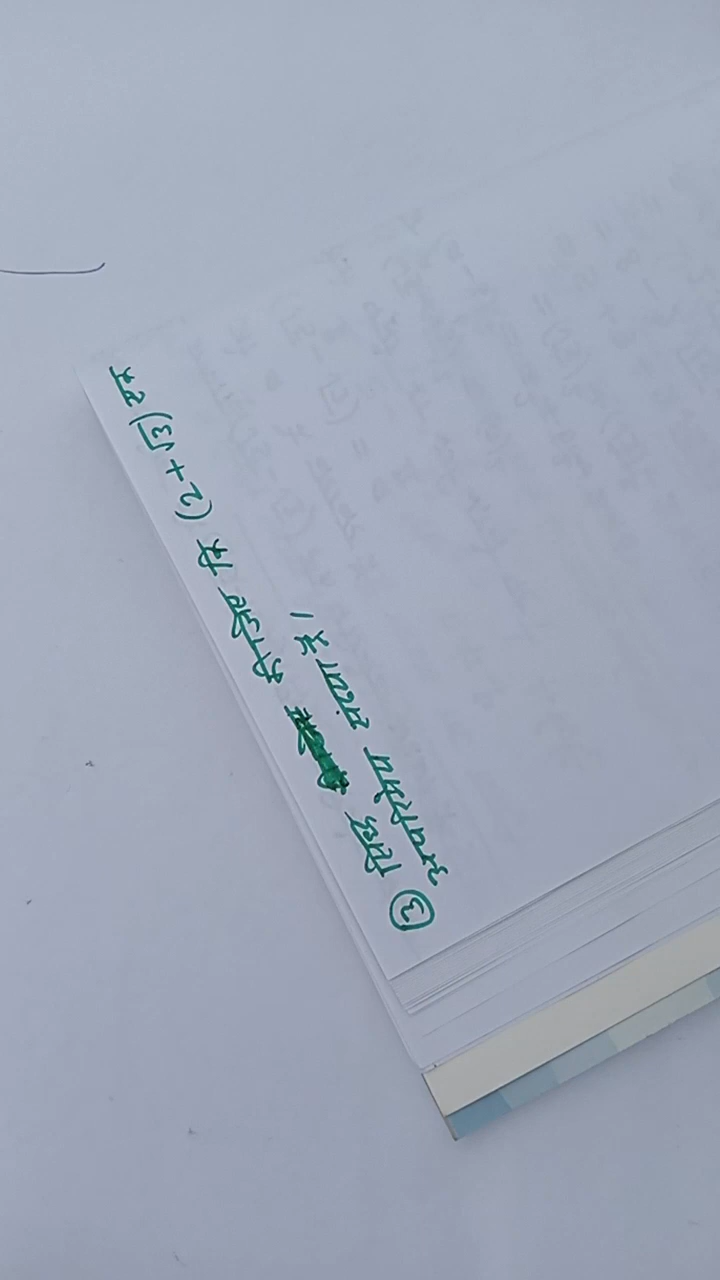 ③ सिद्ध कीजिए कि (2 + √3) एक
अपरिमेय संख्या है।